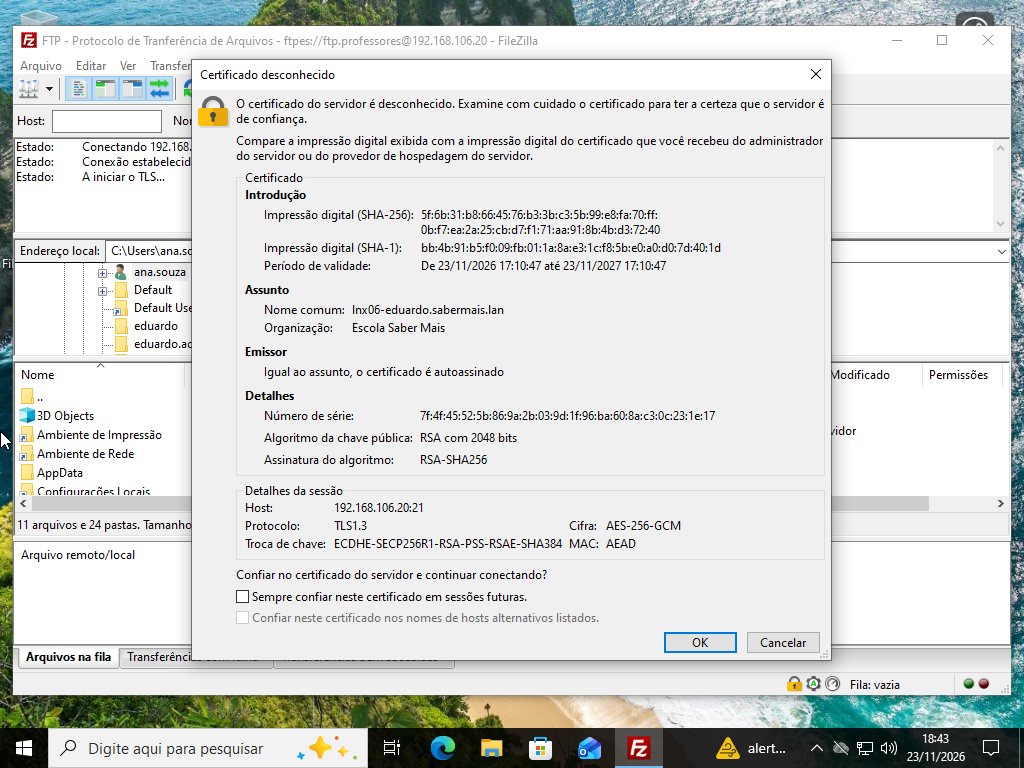 FTP - Protocolo de Tranferência de Arquivos - ftpes://ftp.professores@192.168.106.20 - FileZilla
Arquivo Editar Ver
Host:
Estado: Conectando 192.168.
Estado:
Estado: A iniciar o TLS...
Endereço local:
ana.souza
Default
eduardo
Nome
Modificado Permissões
..
3D Objects
Ambiente de Impressão
Ambiente de Rede
AppData
Configurações Locais
11 arquivos e 24 pastas.
Arquivo remoto/local
Arquivos na fila
Fila: vazia
Certificado desconhecido
O certificado do servidor é desconhecido. Examine com cuidado o certificado para ter a certeza que o servidor é
de confiança.
Compare a impressão digital exibida com a impressão digital do certificado que você recebeu do administrador
do servidor ou do provedor de hospedagem do servidor.
Certificado
Introdução
Impressão digital (SHA-256): 5f:6b:31:b8:66:45:76:b3:3b:c3:5b:99:e8:fa:70:ff:
0b:f7:ea:2a:25:cb:d7:f1:71:aa:91:8b:4b:d3:72:40
Impressão digital (SHA-1): bb:4b:91:b5:f0:09:fb:01:1a:8a:e3:1c:f8:5b:e0:a0:d0:7d:40:1d
Período de validade: De 23/11/2026 17:10:47 até 23/11/2027 17:10:47
Assunto
Nome comum: lnx06-eduardo.sabermais.lan
Organização: Escola Saber Mais
Emissor
Igual ao assunto, o certificado é autoassinado
Detalhes
Número de série: 7f:4f:45:52:5b:86:9a:2b:03:9d:1f:96:ba:60:8a:c3:0c:23:1e:17
Algoritmo da chave pública: RSA com 2048 bits
Assinatura do algoritmo: RSA-SHA256
Detalhes da sessão
Host: 192.168.106.20:21
Protocolo: TLS1.3 Cifra: AES-256-GCM
Troca de chave: ECDHE-SECP256R1-RSA-PSS-RSAE-SHA384 MAC: AEAD
Confiar no certificado do servidor e continuar conectando?
Sempre confiar neste certificado em sessões futuras.
Confiar neste certificado nos nomes de hosts alternativos listados.
OK Cancelar
Digite aqui para pesquisar
alert... 18:43
23/11/2026